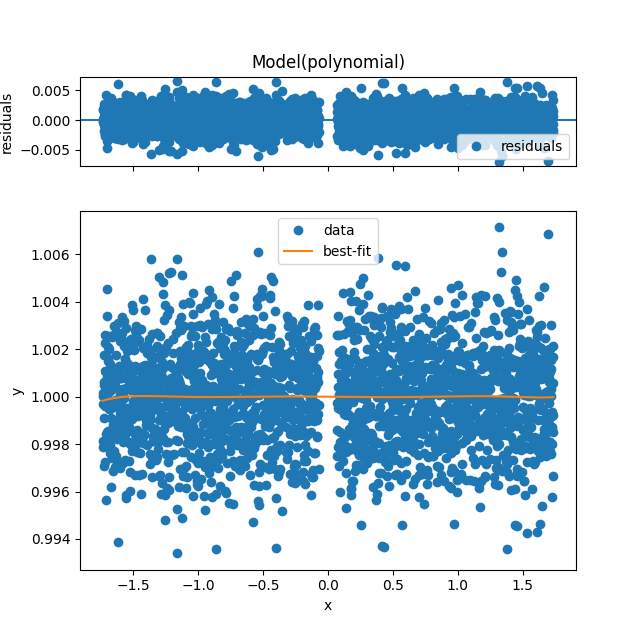 Model(polynomial)
residuals
0.005
0.000
−0.005
residuals
data
best-fit
y
1.006
1.004
1.002
1.000
0.998
0.996
0.994
−1.5 −1.0 −0.5 0.0 0.5 1.0 1.5
x